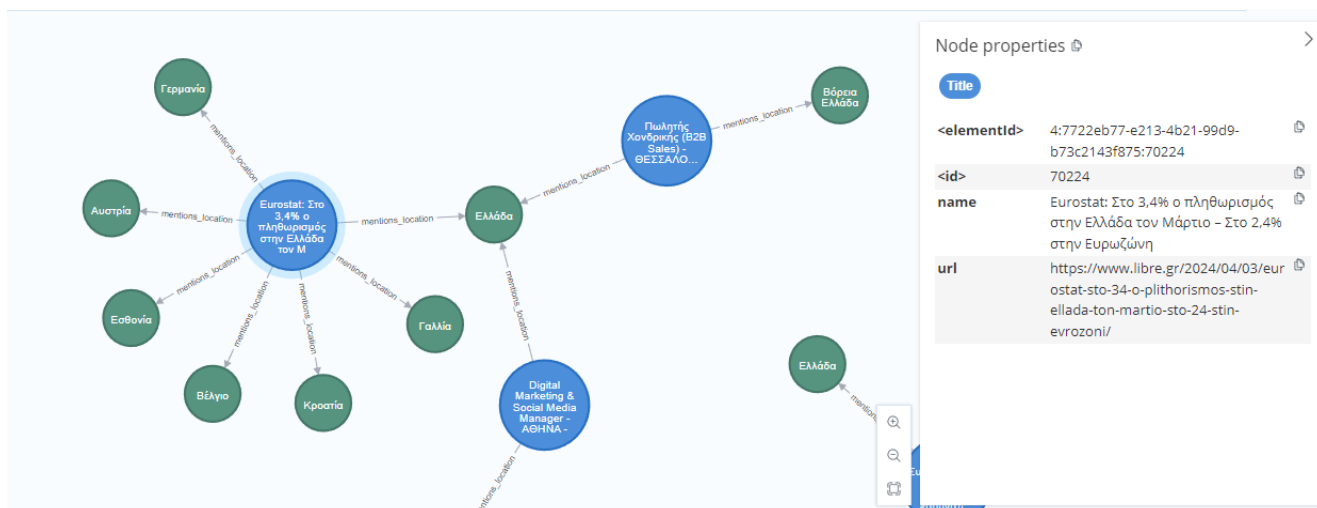 Γερμανία
mentions_location
Αυστρία
mentions_location
Eurostat: Στο
3,4% ο
πληθωρισμός
στην Ελλάδα
τον Μ
mentions_location
Ελλάδα
mentions_location
Εσθονία
mentions_location
Βέλγιο
mentions_location
Κροατία
mentions_location
Γαλλία
mentions_location
Πωλητής
Χονδρικής (B2B
Sales) -
ΘΕΣΣΑΛΟ...
mentions_location
Βόρεια
Ελλάδα
mentions_location
Digital
Marketing &
Social Media
Manager -
ΑΘΗΝΑ -
mentions_location
mentions_location
Ελλάδα
Node properties
Title
<elementId> 4:7722eb77-e213-4b21-99d9-
b73c2143f875:70224
<id> 70224
name Eurostat: Στο 3,4% ο πληθωρισμός
στην Ελλάδα τον Μάρτιο – Στο 2,4%
στην Ευρωζώνη
url https://www.libre.gr/2024/04/03/eur
ostat-sto-34-o-plithorismos-stin-
ellada-ton-martio-sto-24-stin-
evrozoni/